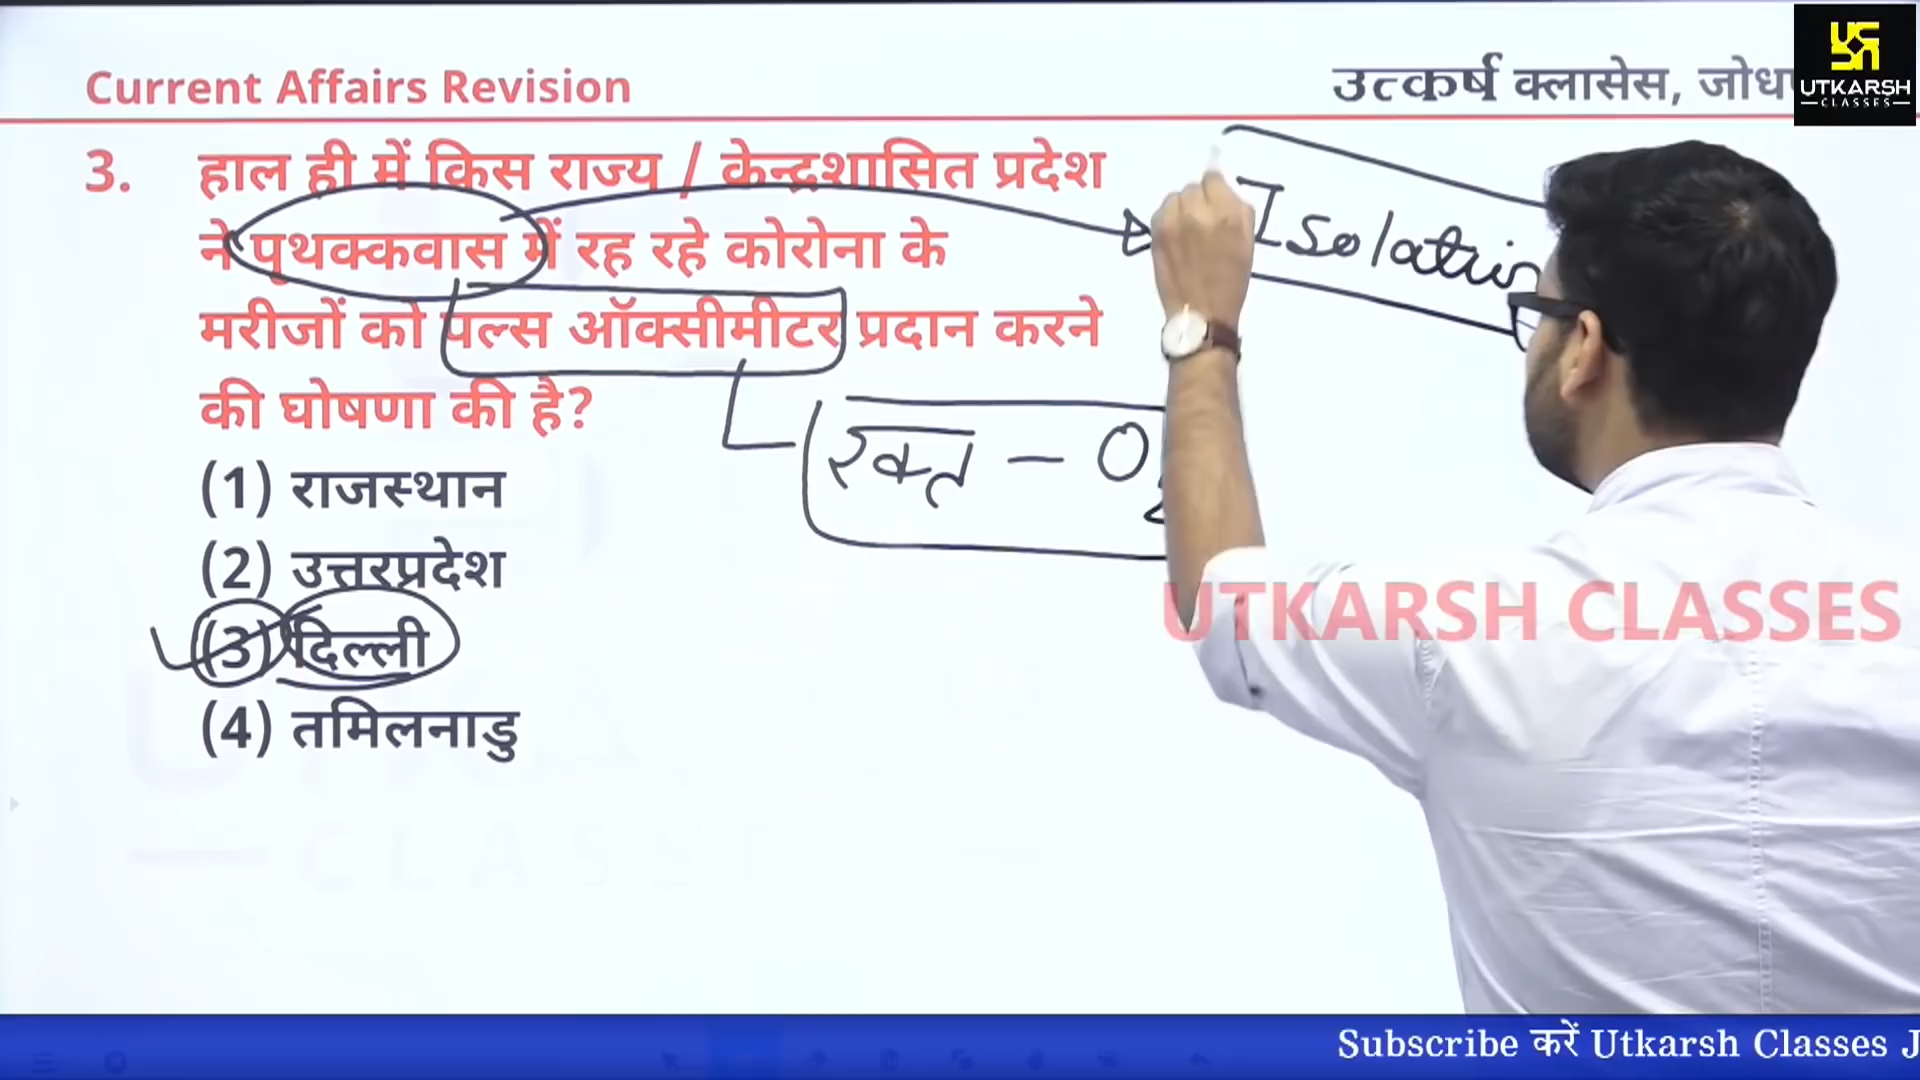 Current Affairs Revision
उत्कर्ष क्लासेस,
UTKARSH
CLASSES
3. हाल ही में किस राज्य / केन्द्रशासित प्रदेश
ने पृथक्कवास में रह रहे कोरोना के
मरीजों को पल्स ऑक्सीमीटर प्रदान करने
की घोषणा की है?
Isolation
रक्त - O
(1) राजस्थान
(2) उत्तरप्रदेश
(3) दिल्ली
(4) तमिलनाडु
UTKARSH CLASSES
Subscribe करें Utkarsh Classes J